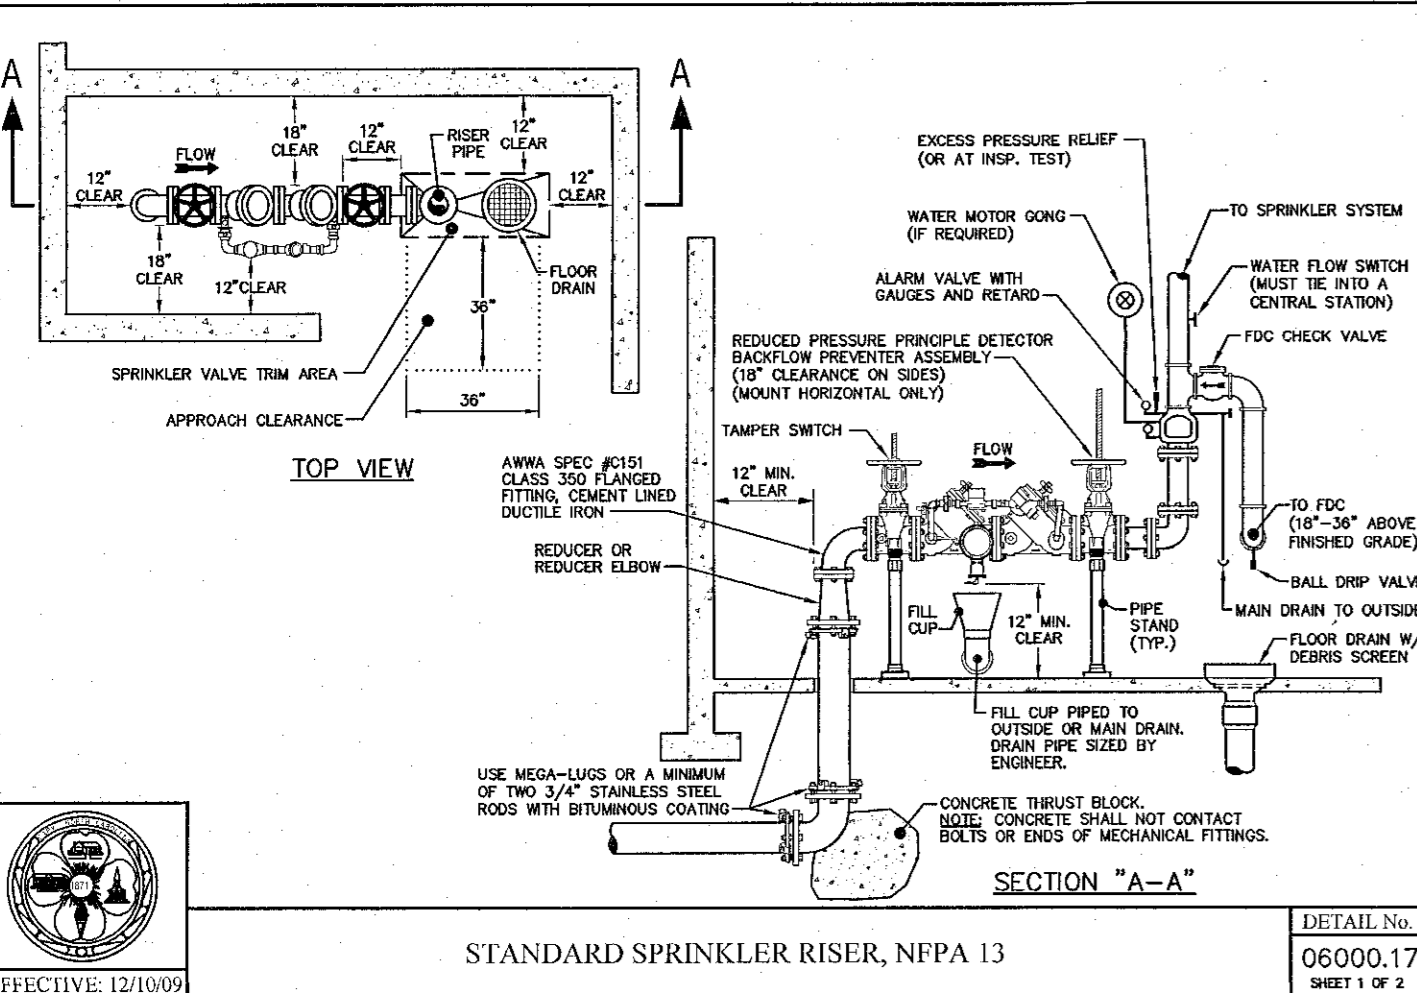 A
A
18"
CLEAR
12"
CLEAR
RISER
PIPE
12"
CLEAR
FLOW
12"
CLEAR
12"
CLEAR
18"
CLEAR
12"CLEAR
36"
FLOOR
DRAIN
SPRINKLER VALVE TRIM AREA
36"
APPROACH CLEARANCE
TOP VIEW
EXCESS PRESSURE RELIEF
(OR AT INSP. TEST)
WATER MOTOR GONG
(IF REQUIRED)
TO SPRINKLER SYSTEM
ALARM VALVE WITH
GAUGES AND RETARD
WATER FLOW SWITCH
(MUST TIE INTO A
CENTRAL STATION)
FDC CHECK VALVE
REDUCED PRESSURE PRINCIPLE DETECTOR
BACKFLOW PREVENTER ASSEMBLY
(18" CLEARANCE ON SIDES)
(MOUNT HORIZONTAL ONLY)
TAMPER SWITCH
FLOW
12" MIN.
CLEAR
AWWA SPEC #C151
CLASS 350 FLANGED
FITTING, CEMENT LINED
DUCTILE IRON
REDUCER OR
REDUCER ELBOW
TO FDC
(18"-36" ABOVE
FINISHED GRADE)
BALL DRIP VALV
MAIN DRAIN TO OUTSIDE
FILL
CUP
12" MIN.
CLEAR
PIPE
STAND
(TYP.)
FLOOR DRAIN W/
DEBRIS SCREEN
FILL CUP PIPED TO
OUTSIDE OR MAIN DRAIN.
DRAIN PIPE SIZED BY
ENGINEER.
USE MEGA-LUGS OR A MINIMUM
OF TWO 3/4" STAINLESS STEEL
RODS WITH BITUMINOUS COATING
CONCRETE THRUST BLOCK.
NOTE: CONCRETE SHALL NOT CONTACT
BOLTS OR ENDS OF MECHANICAL FITTINGS.
SECTION "A-A"
1871
FFECTIVE: 12/10/09
STANDARD SPRINKLER RISER, NFPA 13
DETAIL No.
06000.17
SHEET 1 OF 2